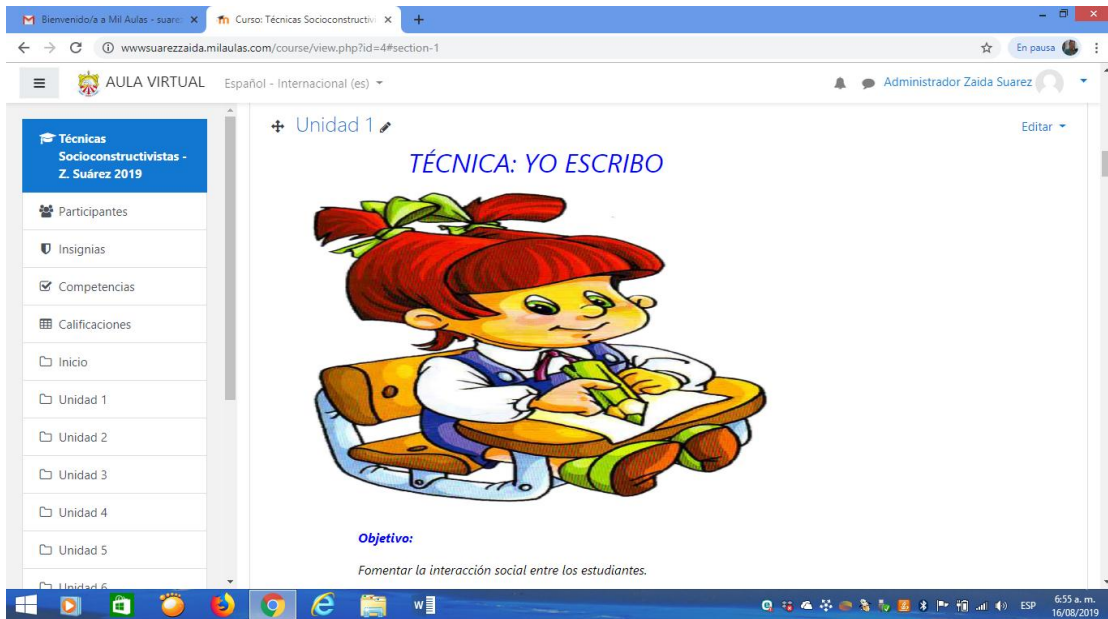 Bienvenido/a a Mil Aulas - suare
Curso: Técnicas Socioconstructivi
wwwsuarezzaida.milaulas.com/course/view.php?id=4#section-1
En pausa
AULA VIRTUAL
Español - Internacional (es)
Administrador Zaida Suarez
Técnicas
Socioconstructivistas -
Z. Suárez 2019
Participantes
Insignias
Competencias
Calificaciones
Inicio
Unidad 1
Unidad 2
Unidad 3
Unidad 4
Unidad 5
Unidad 6
Unidad 1
Editar
TÉCNICA: YO ESCRIBO
Objetivo:
Fomentar la interacción social entre los estudiantes.
ESP
6:55 a. m.
16/08/2019